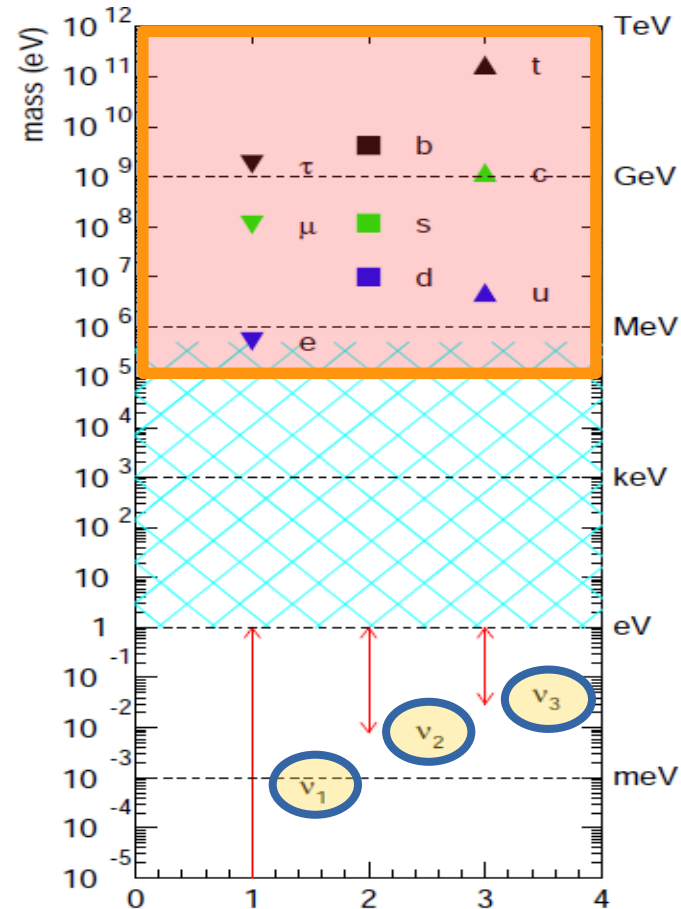 mass (eV)
10 12 TeV
10 11 t
10 10 b
τ c
10 9 GeV
10 8 μ s
10 7 d u
10 6 MeV
e
10 5
10 4
10 3 keV
10 2
10
1 eV
10 -1
ν3
10 -2
ν2
10 -3 meV
ν1
10 -4
10 -5
0 1 2 3 4